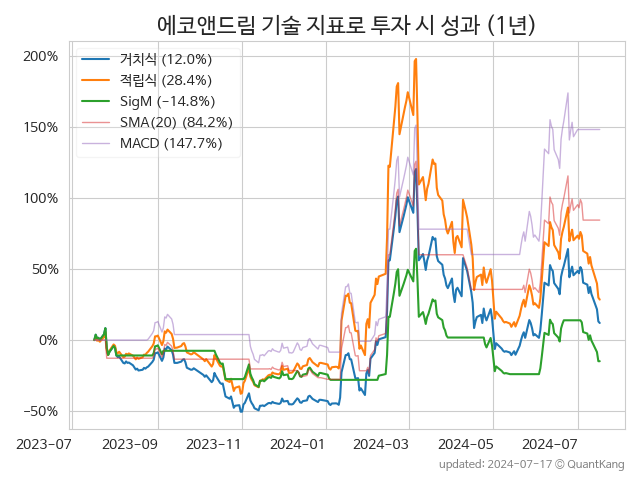 에코앤드림 기술 지표로 투자 시 성과 (1년)
200%
150%
100%
50%
0%
−50%
거치식 (12.0%)
적립식 (28.4%)
SigM (−14.8%)
SMA(20) (84.2%)
MACD (147.7%)
2023−07 2023−09 2023−11 2024−01 2024−03 2024−05 2024−07
updated: 2024−07−17 © QuantKang